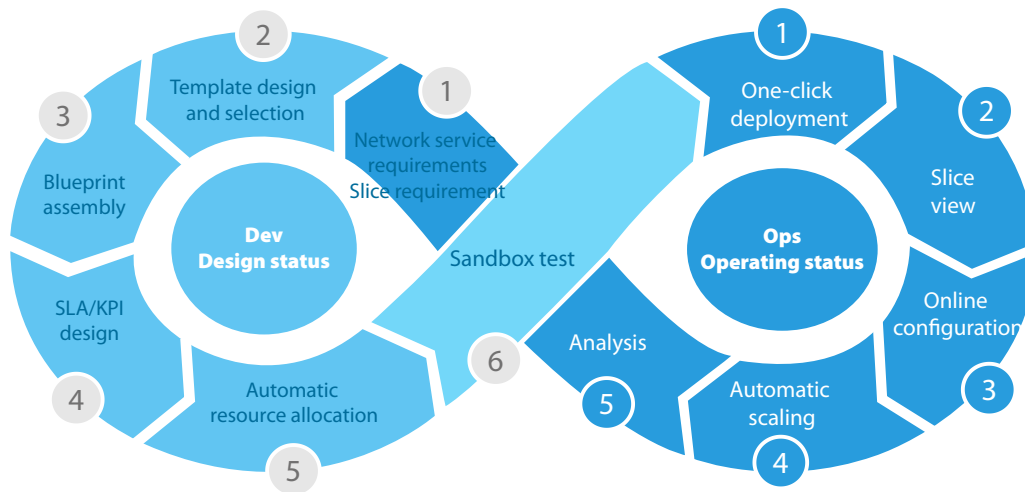 1
Network service
requirements
Slice requirement
2
Template design
and selection
3
Blueprint
assembly
4
SLA/KPI
design
5
Automatic
resource allocation
6
Sandbox test
Dev
Design status
1
One-click
deployment
2
Slice
view
3
Online
configuration
4
Automatic
scaling
5
Analysis
Ops
Operating status